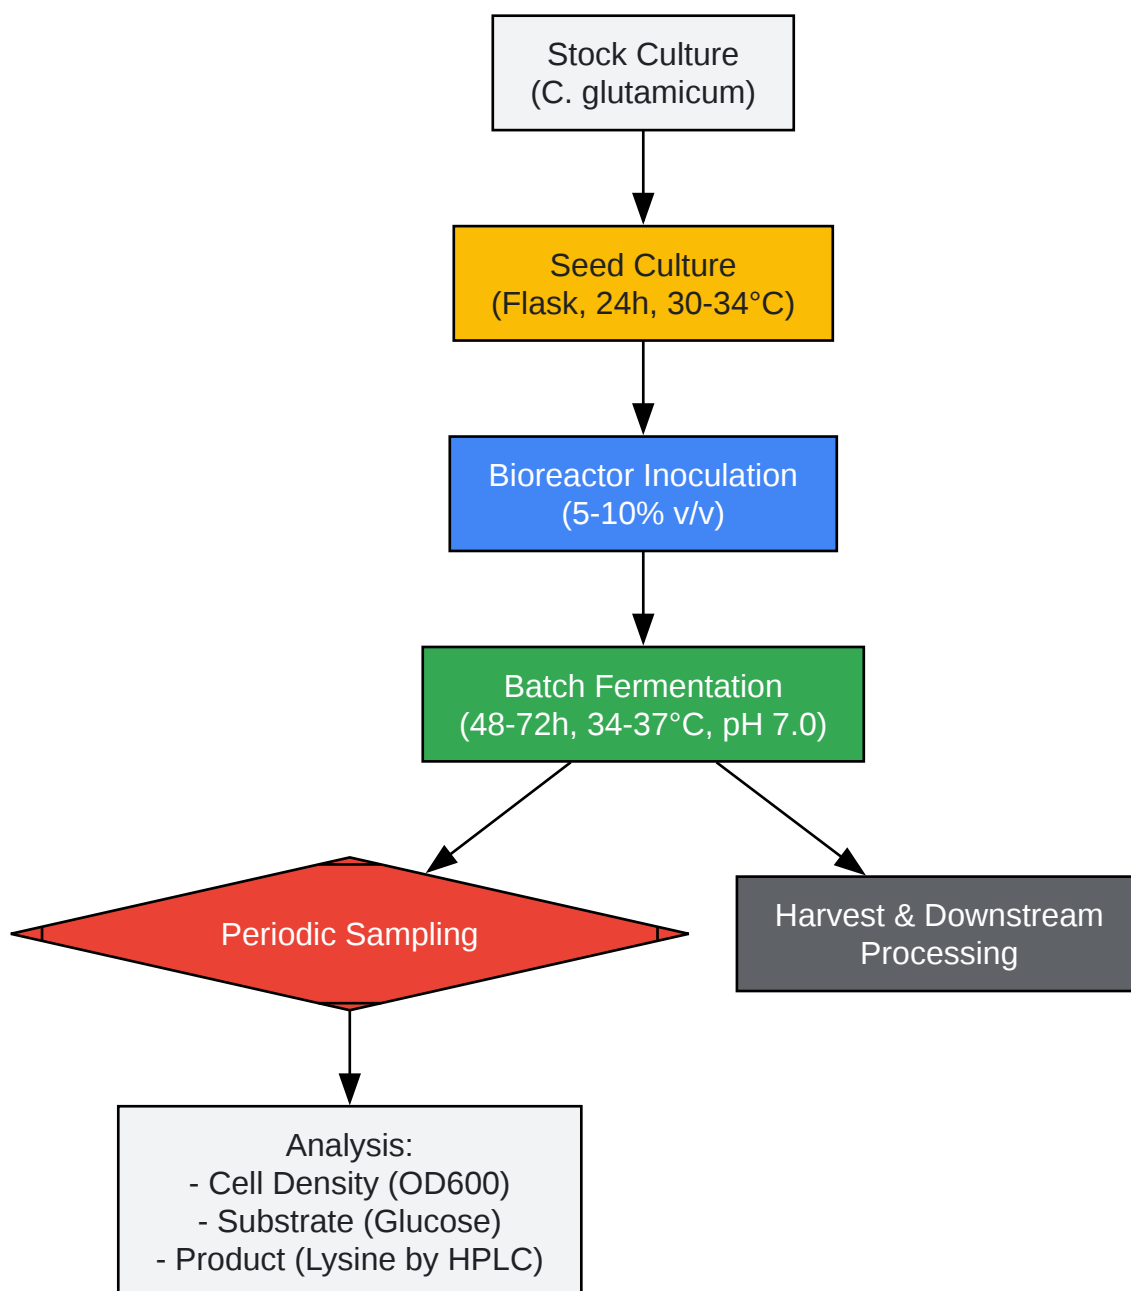 Stock Culture
(C. glutamicum)
Seed Culture
(Flask, 24h, 30-34°C)
Bioreactor Inoculation
(5-10% v/v)
Batch Fermentation
(48-72h, 34-37°C, pH 7.0)
Periodic Sampling
Harvest & Downstream
Processing
Analysis:
- Cell Density (OD600)
- Substrate (Glucose)
- Product (Lysine by HPLC)